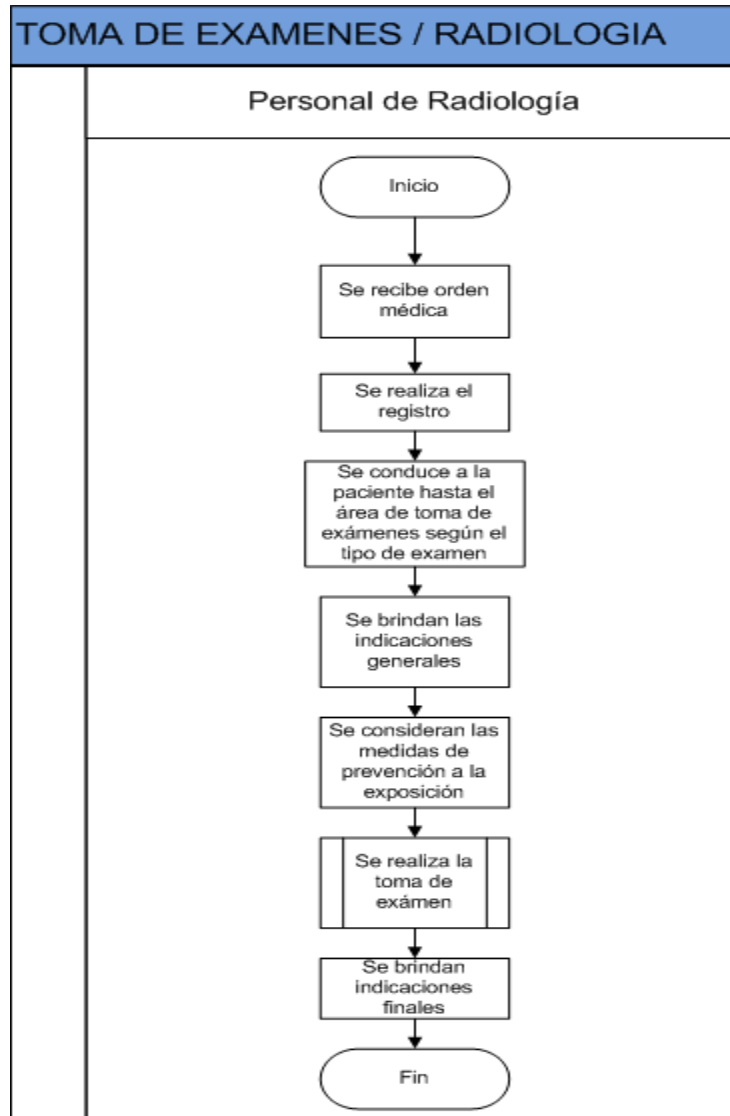 TOMA DE EXAMENES / RADIOLOGIA
Personal de Radiología
Inicio
Se recibe orden
médica
Se realiza el
registro
Se conduce a la
paciente hasta el
área de toma de
exámenes según el
tipo de examen
Se brindan las
indicaciones
generales
Se consideran las
medidas de
prevención a la
exposición
Se realiza la
toma de
exámen
Se brindan
indicaciones
finales
Fin